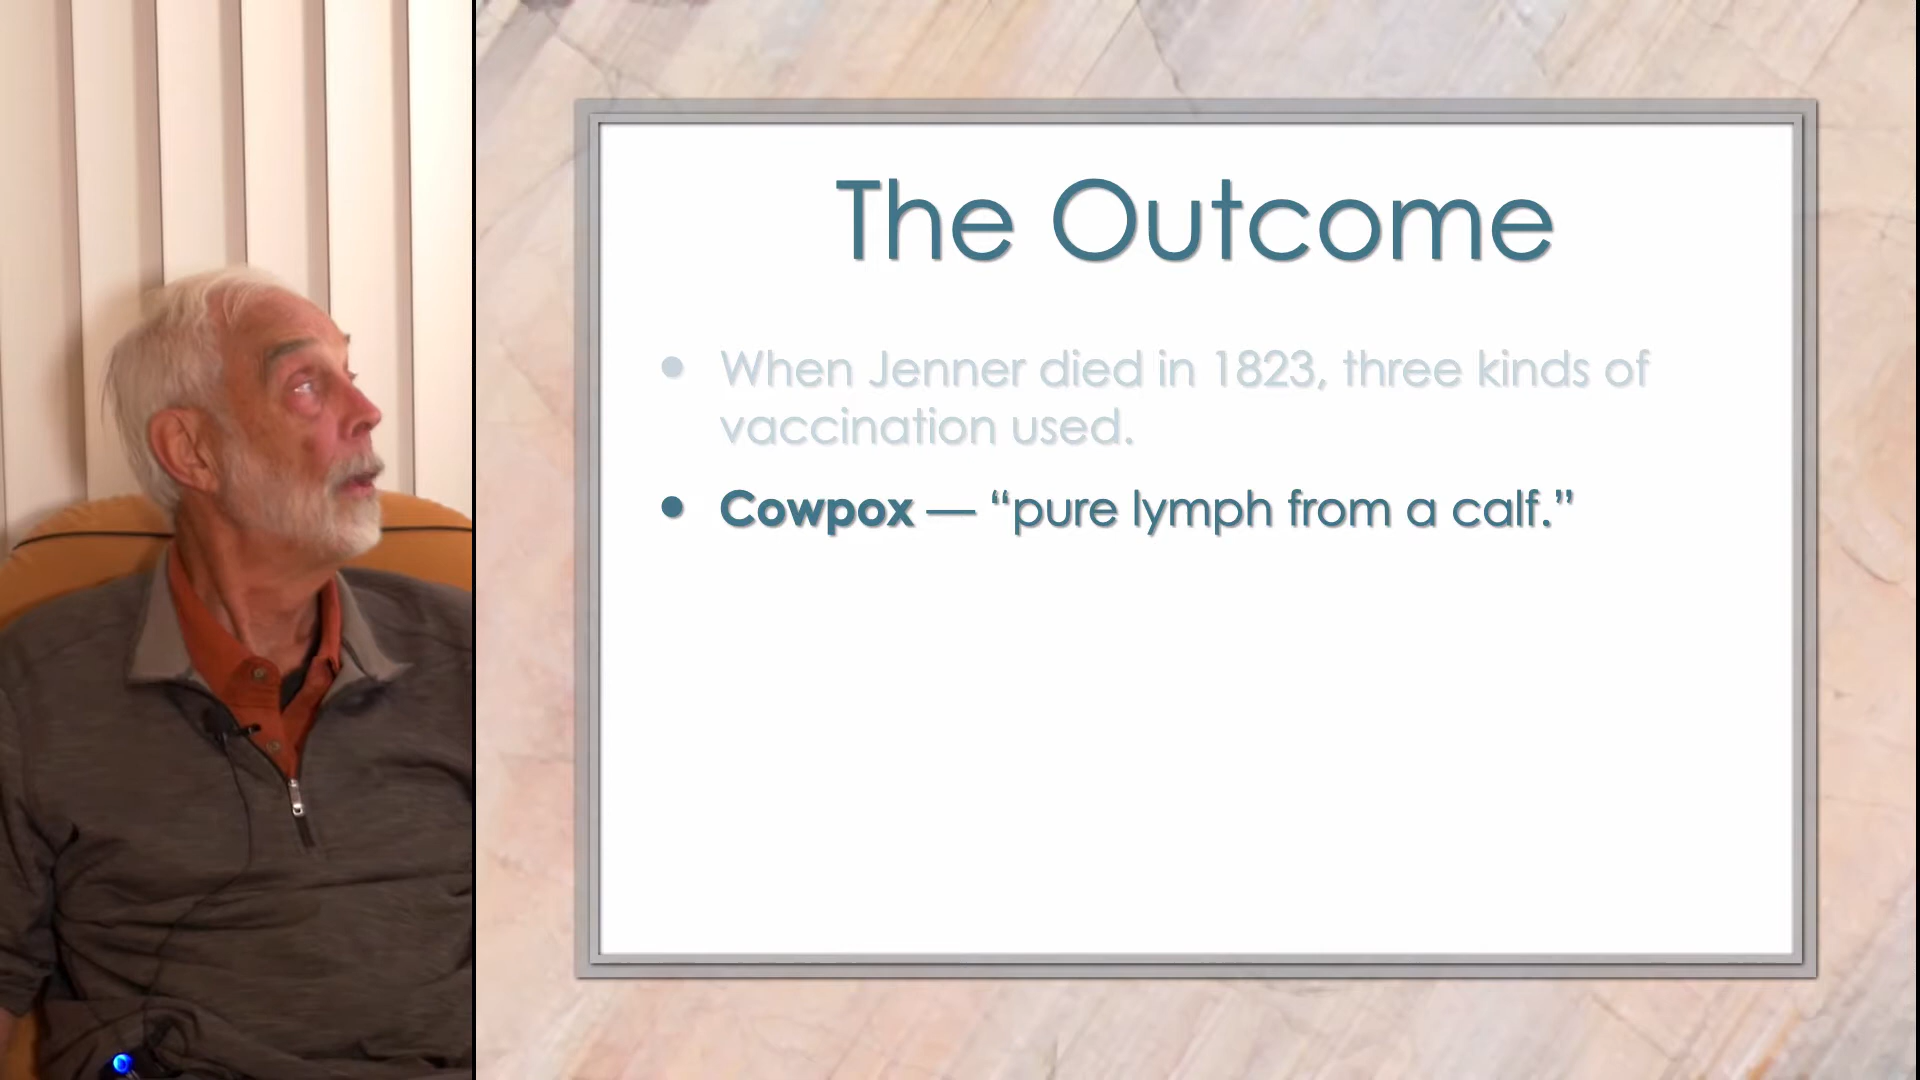 The Outcome
• When Jenner died in 1823, three kinds of
vaccination used.
• Cowpox — “pure lymph from a calf.”